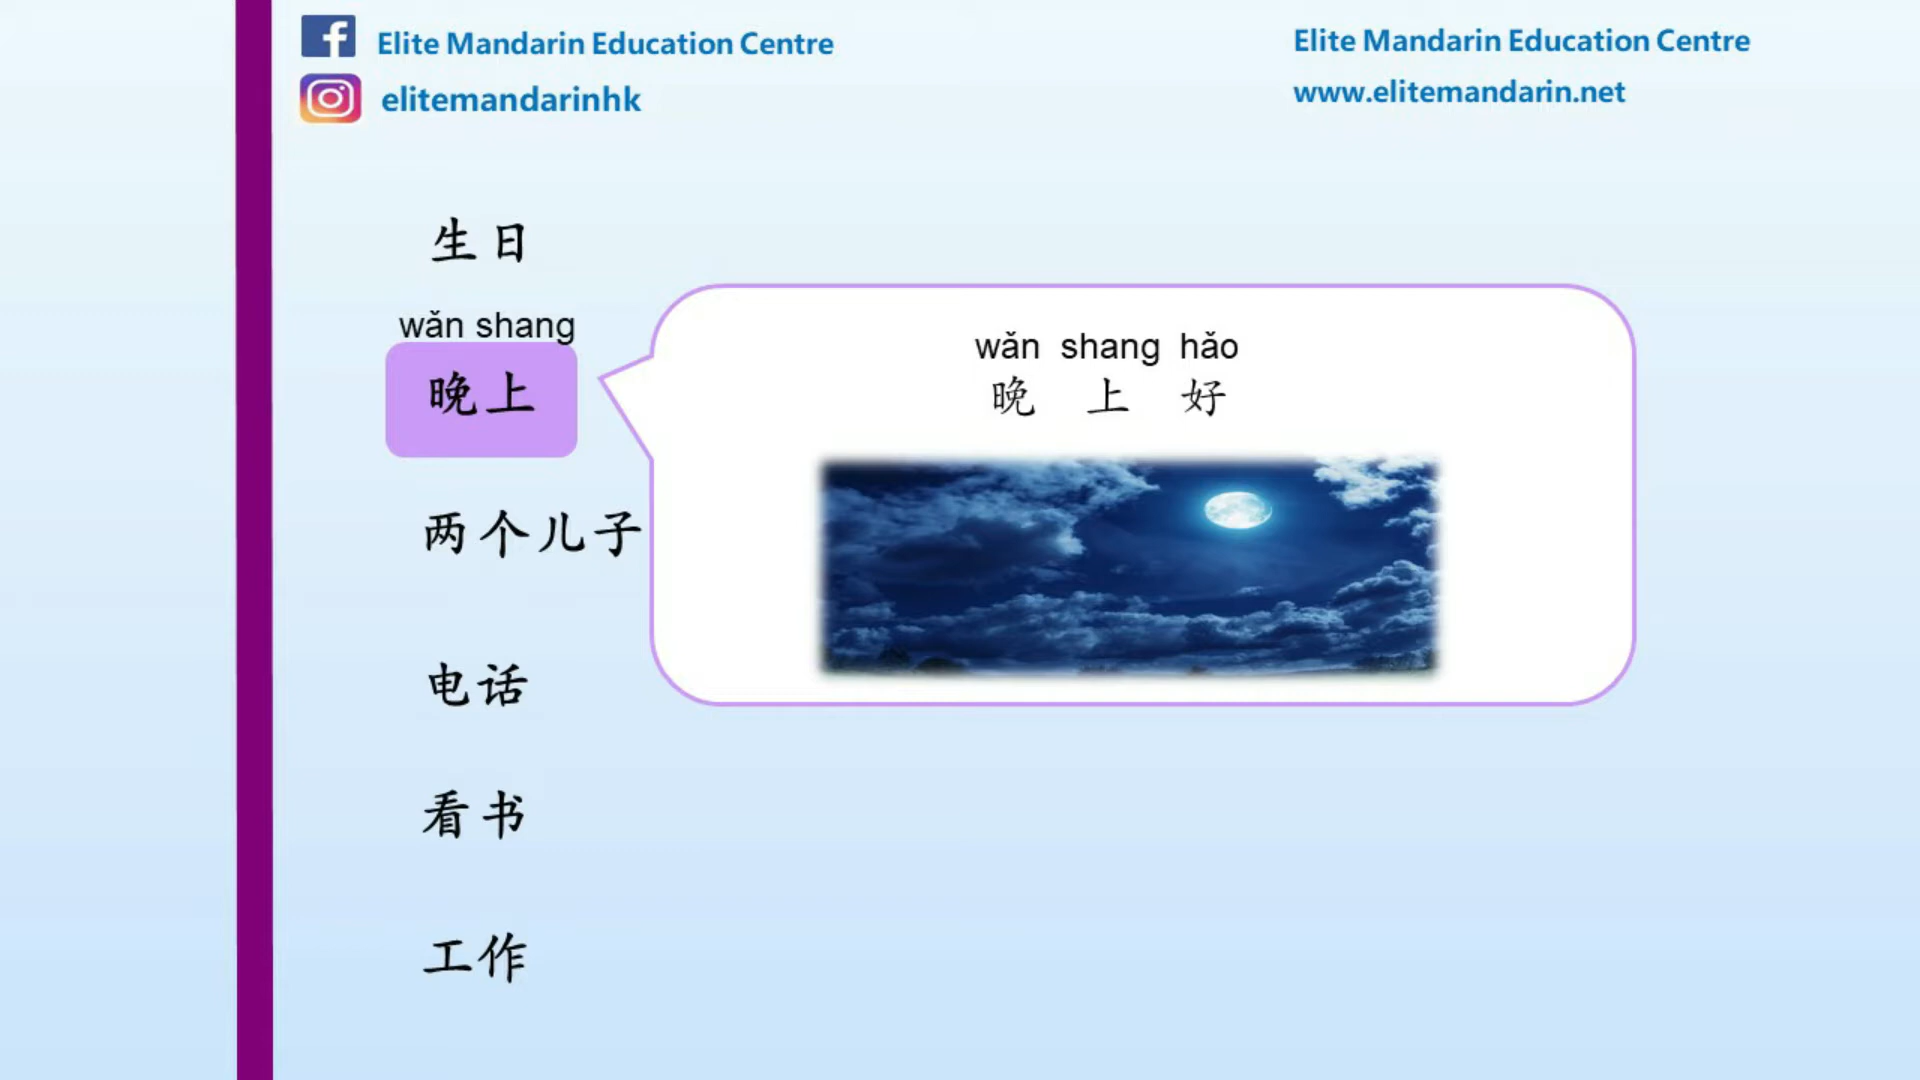 Elite Mandarin Education Centre
elitemandarinhk
Elite Mandarin Education Centre
www.elitemandarin.net
生日
wǎn shang
晚上
wǎn shang hǎo
晚 上 好
两个儿子
电话
看书
工作